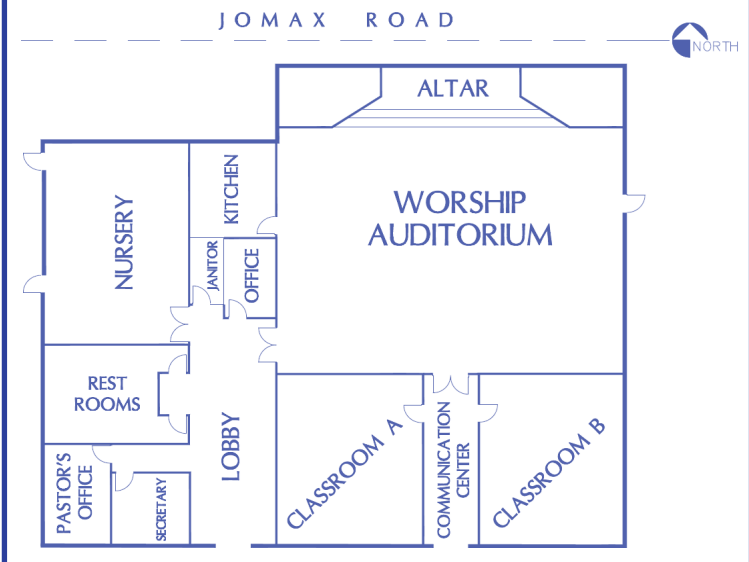 JOMAX ROAD
NORTH
ALTAR
WORSHIP
AUDITORIUM
KITCHEN
NURSERY
JANITOR
OFFICE
REST
ROOMS
LOBBY
CLASSROOM A
COMMUNICATION
CENTER
CLASSROOM B
PASTOR'S
OFFICE
SECRETARY